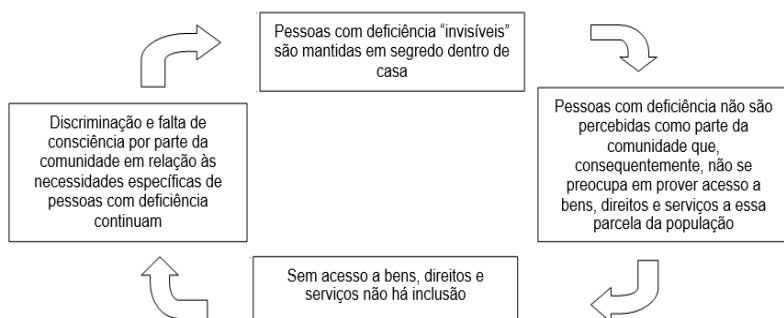 Pessoas com deficiência “invisíveis”
são mantidas em segredo dentro de
casa
Pessoas com deficiência não são
percebidas como parte da
comunidade que,
consequentemente, não se
preocupa em prover acesso a
bens, direitos e serviços a essa
parcela da população
Sem acesso a bens, direitos e
serviços não há inclusão
Discriminação e falta de
consciência por parte da
comunidade em relação às
necessidades específicas de
pessoas com deficiência
continuam